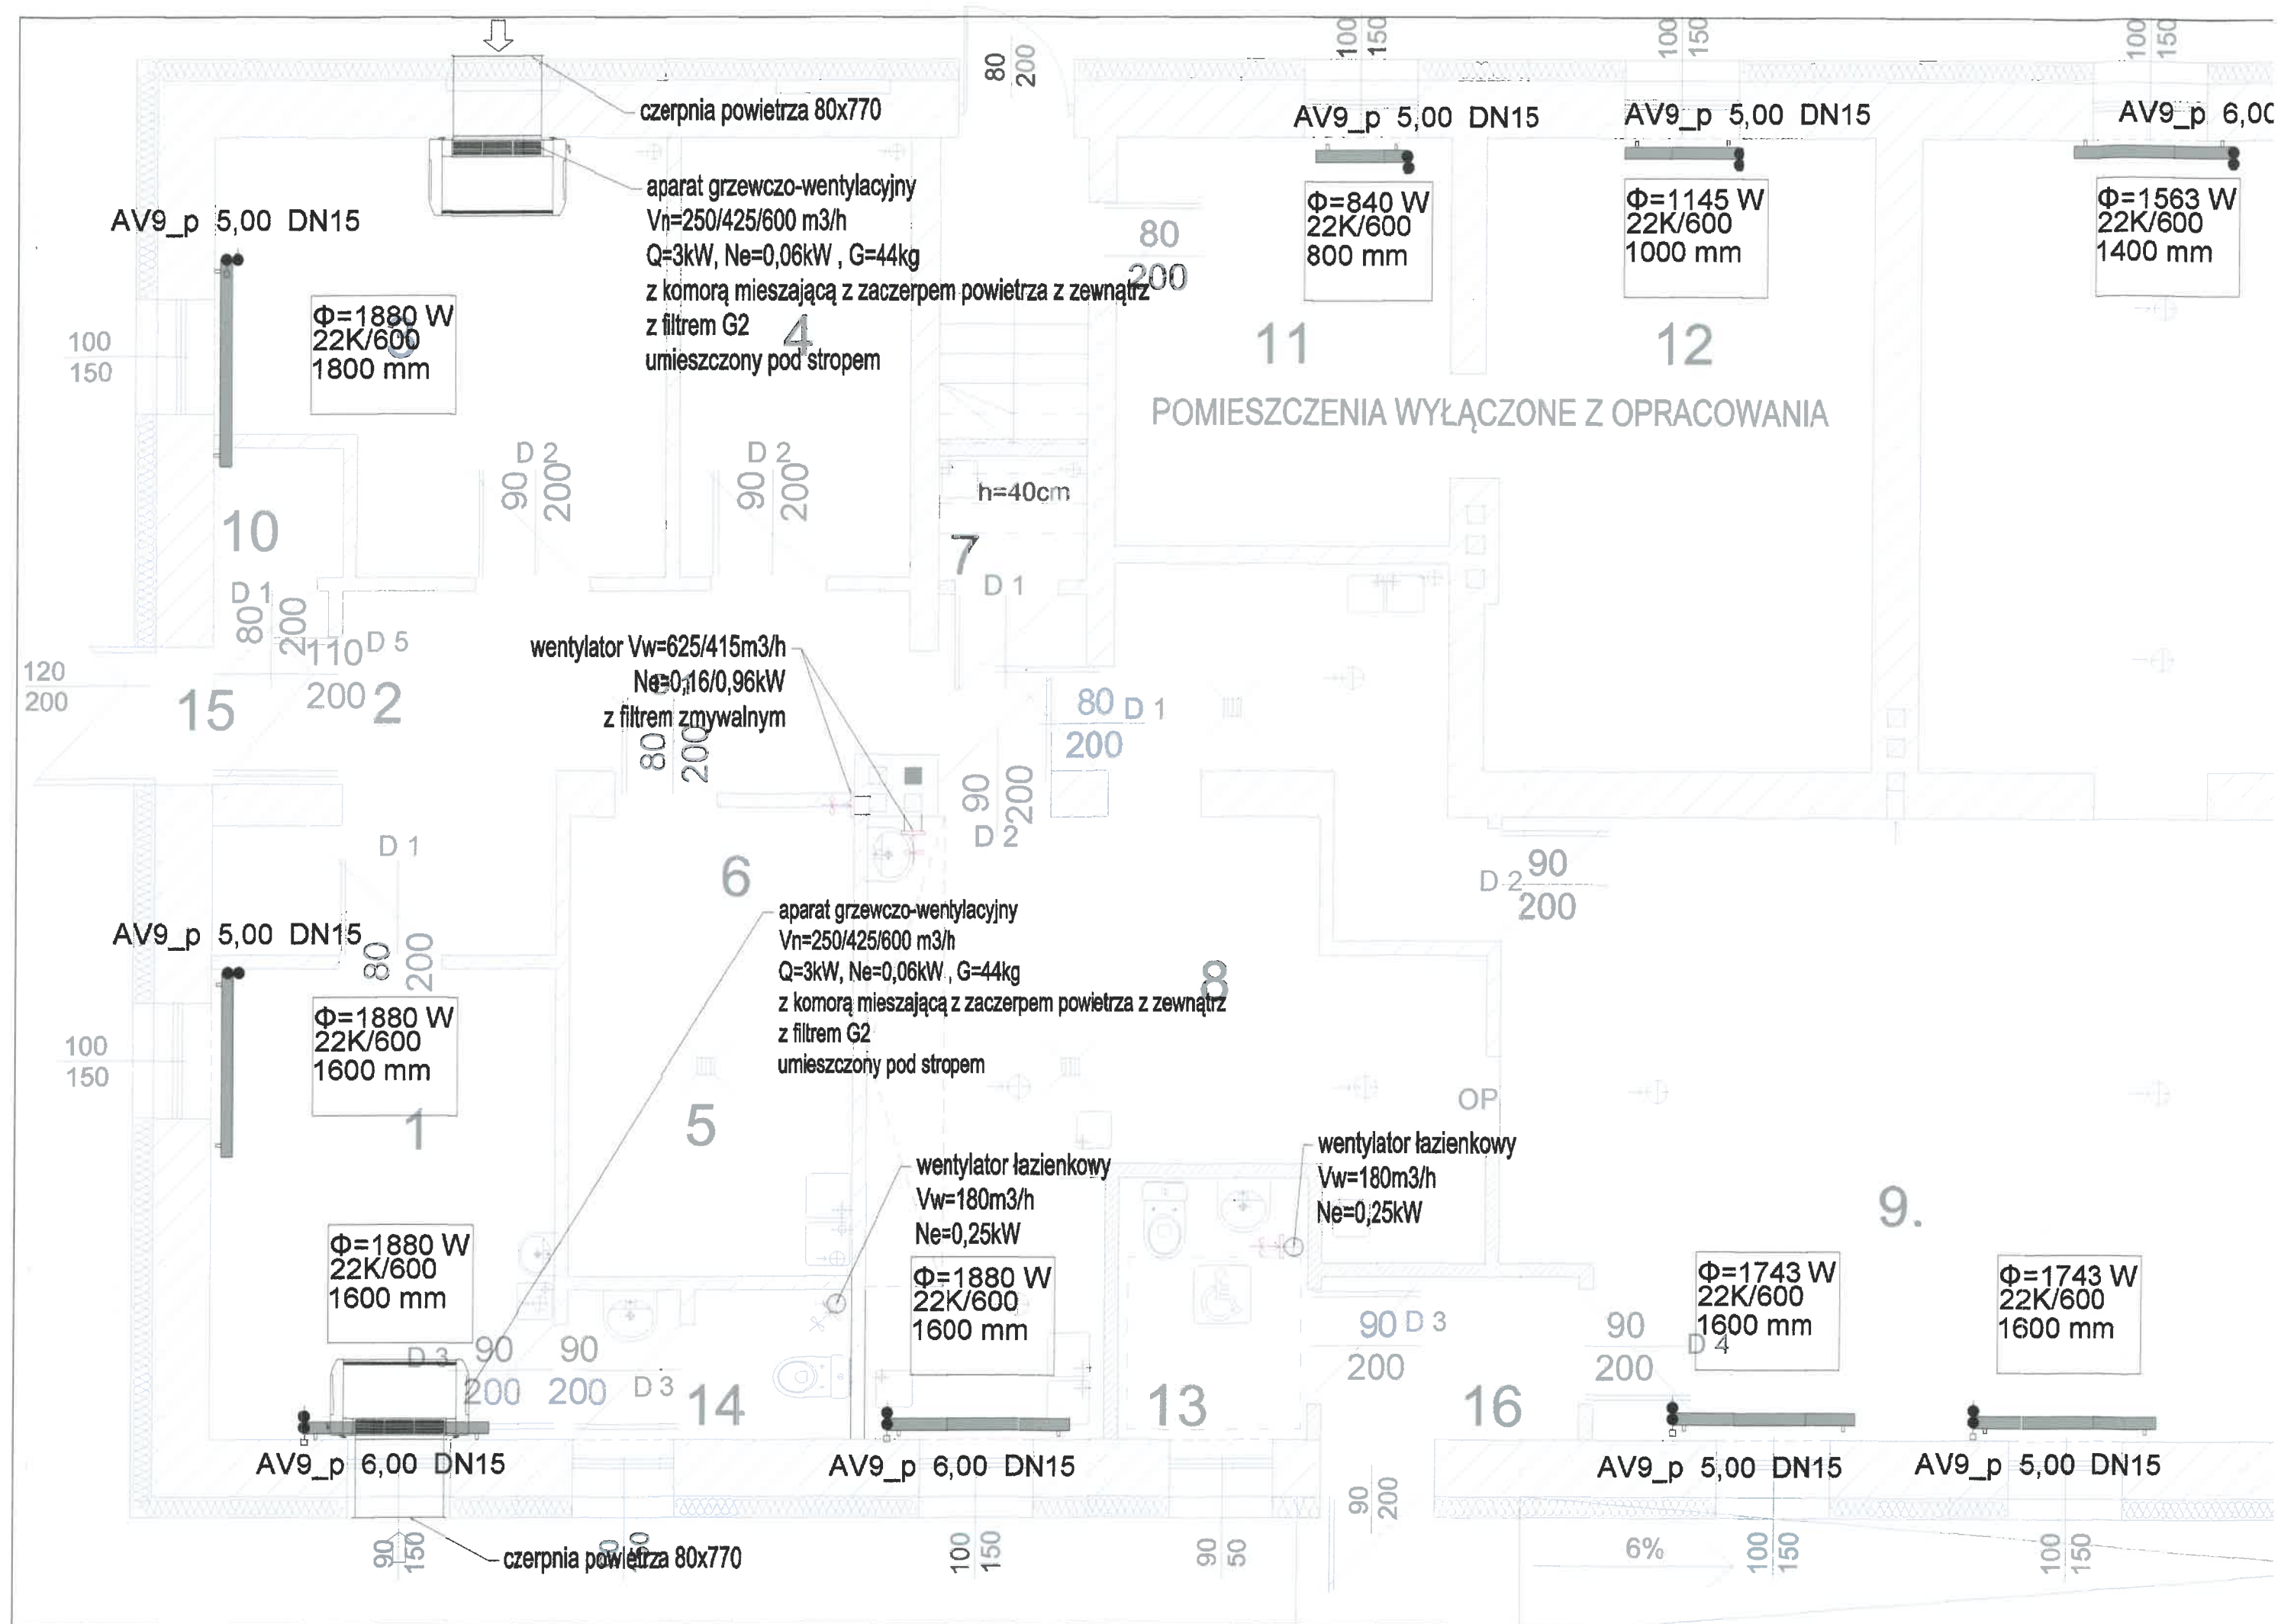 80
200
100
150
100
150
100
150
czerpnia powietrza 80x770
AV9_p 5,00 DN15
AV9_p 5,00 DN15
AV9_p 6,00
aparat grzewczo-wentylacyjny
Vn=250/425/600 m3/h
Q=3kW, Ne=0,06kW , G=44kg
z komorą mieszającą z zaczerpem powietrza z zewnątrz
z filtrem G2
umieszczony pod stropem
AV9_p 5,00 DN15
Φ=840 W
22K/600
800 mm
Φ=1145 W
22K/600
1000 mm
Φ=1563 W
22K/600
1400 mm
80
200
Φ=1880 W
22K/600
1800 mm
3
4
11
12
100
150
POMIESZCZENIA WYŁĄCZONE Z OPRACOWANIA
D 2
90
200
D 2
90
200
h=40cm
10
7
D 1
D 1
80
200
110
200
D 5
120
200
15
2
wentylator Vw=625/415m3/h
Ne=0,16/0,96kW
z filtrem zmywalnym
80
200
80
200
D 1
90
200
D 2
D 1
6
D 2
90
200
AV9_p 5,00 DN15
80
200
aparat grzewczo-wentylacyjny
Vn=250/425/600 m3/h
Q=3kW, Ne=0,06kW , G=44kg
z komorą mieszającą z zaczerpem powietrza z zewnątrz
z filtrem G2
umieszczony pod stropem
8
Φ=1880 W
22K/600
1600 mm
100
150
1
5
OP
wentylator łazienkowy
Vw=180m3/h
Ne=0,25kW
wentylator łazienkowy
Vw=180m3/h
Ne=0,25kW
9.
Φ=1880 W
22K/600
1600 mm
Φ=1880 W
22K/600
1600 mm
Φ=1743 W
22K/600
1600 mm
Φ=1743 W
22K/600
1600 mm
D 3
90
200
90
200
D 3
90
200
D 3
90
200
D 4
14
13
16
AV9_p 6,00 DN15
AV9_p 6,00 DN15
AV9_p 5,00 DN15
AV9_p 5,00 DN15
90
200
90
150
czerpnia powietrza 80x770
100
150
90
50
6%
100
150
100
150